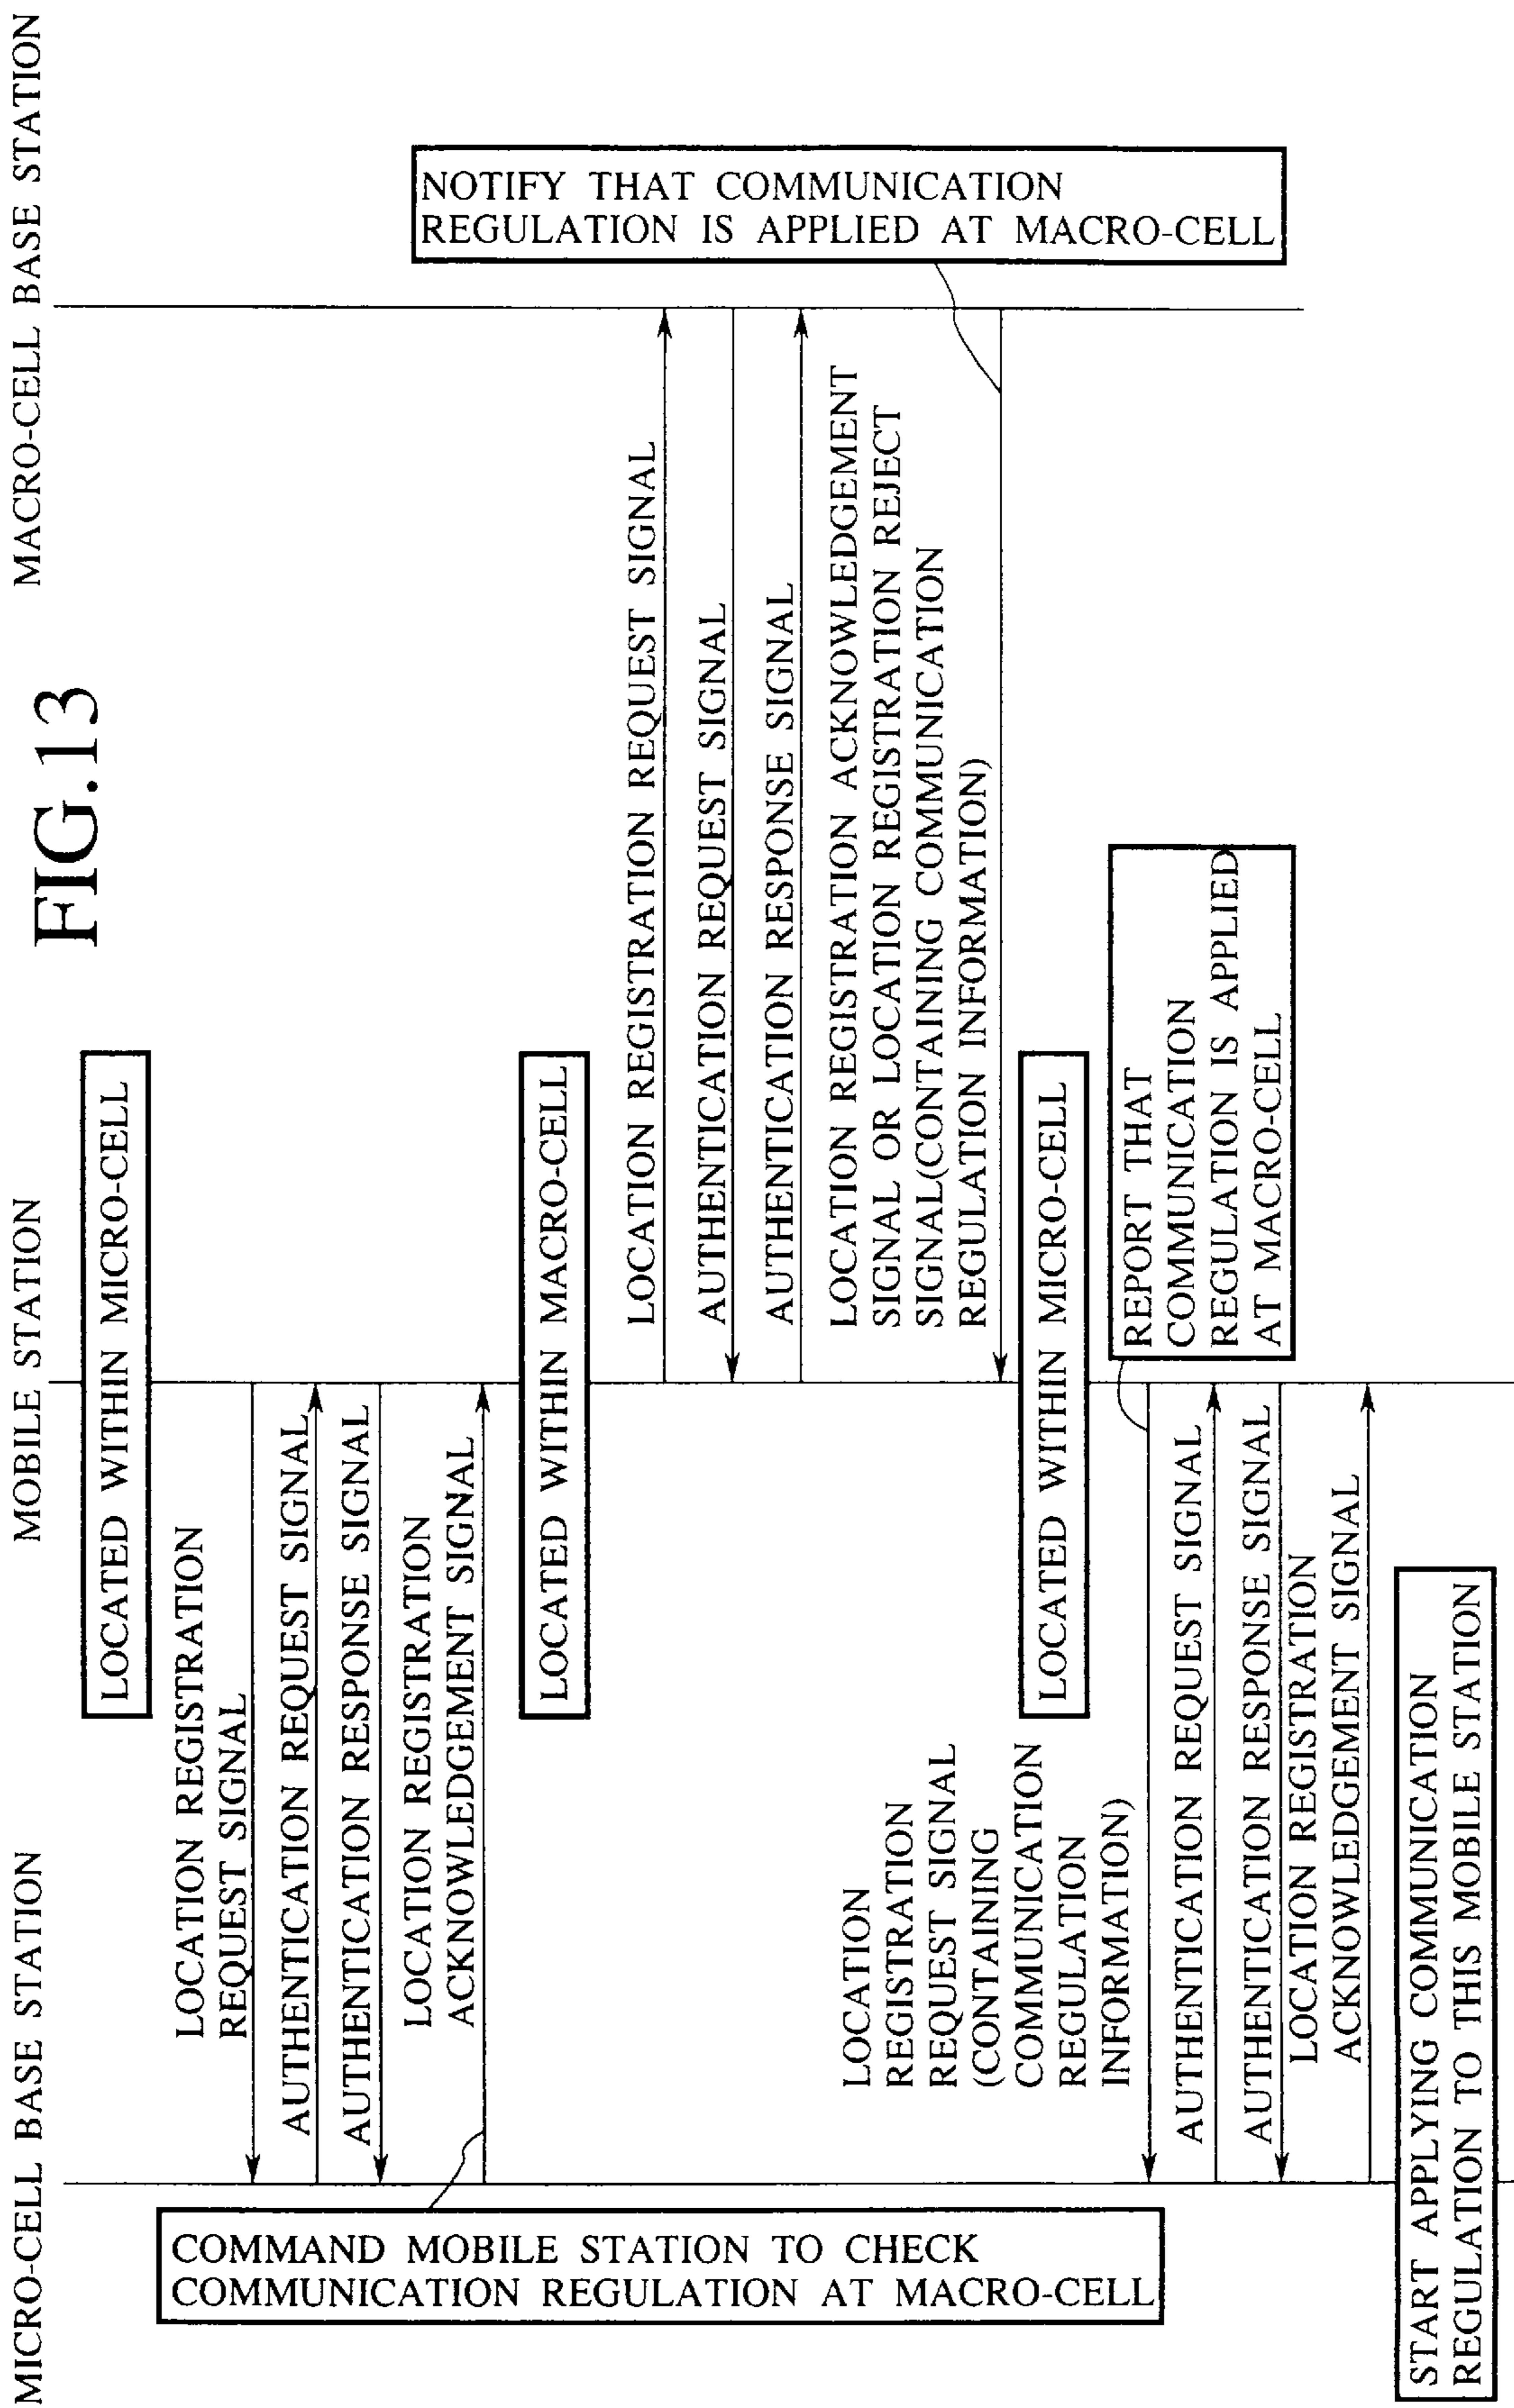 FIG.13
MICRO-CELL BASE STATION
MOBILE STATION
MACRO-CELL BASE STATION
LOCATED WITHIN MICRO-CELL
LOCATION REGISTRATION
REQUEST SIGNAL
AUTHENTICATION REQUEST SIGNAL
AUTHENTICATION RESPONSE SIGNAL
LOCATION REGISTRATION
ACKNOWLEDGEMENT SIGNAL
COMMAND MOBILE STATION TO CHECK
COMMUNICATION REGULATION AT MACRO-CELL
LOCATED WITHIN MACRO-CELL
LOCATION REGISTRATION REQUEST SIGNAL
AUTHENTICATION REQUEST SIGNAL
AUTHENTICATION RESPONSE SIGNAL
LOCATION REGISTRATION ACKNOWLEDGEMENT
SIGNAL OR LOCATION REGISTRATION REJECT
SIGNAL(CONTAINING COMMUNICATION
REGULATION INFORMATION)
NOTIFY THAT COMMUNICATION
REGULATION IS APPLIED AT MACRO-CELL
LOCATED WITHIN MICRO-CELL
LOCATION
REGISTRATION
REQUEST SIGNAL
(CONTAINING
COMMUNICATION
REGULATION
INFORMATION)
REPORT THAT
COMMUNICATION
REGULATION IS APPLIED
AT MACRO-CELL
AUTHENTICATION REQUEST SIGNAL
AUTHENTICATION RESPONSE SIGNAL
LOCATION REGISTRATION
ACKNOWLEDGEMENT SIGNAL
START APPLYING COMMUNICATION
REGULATION TO THIS MOBILE STATION